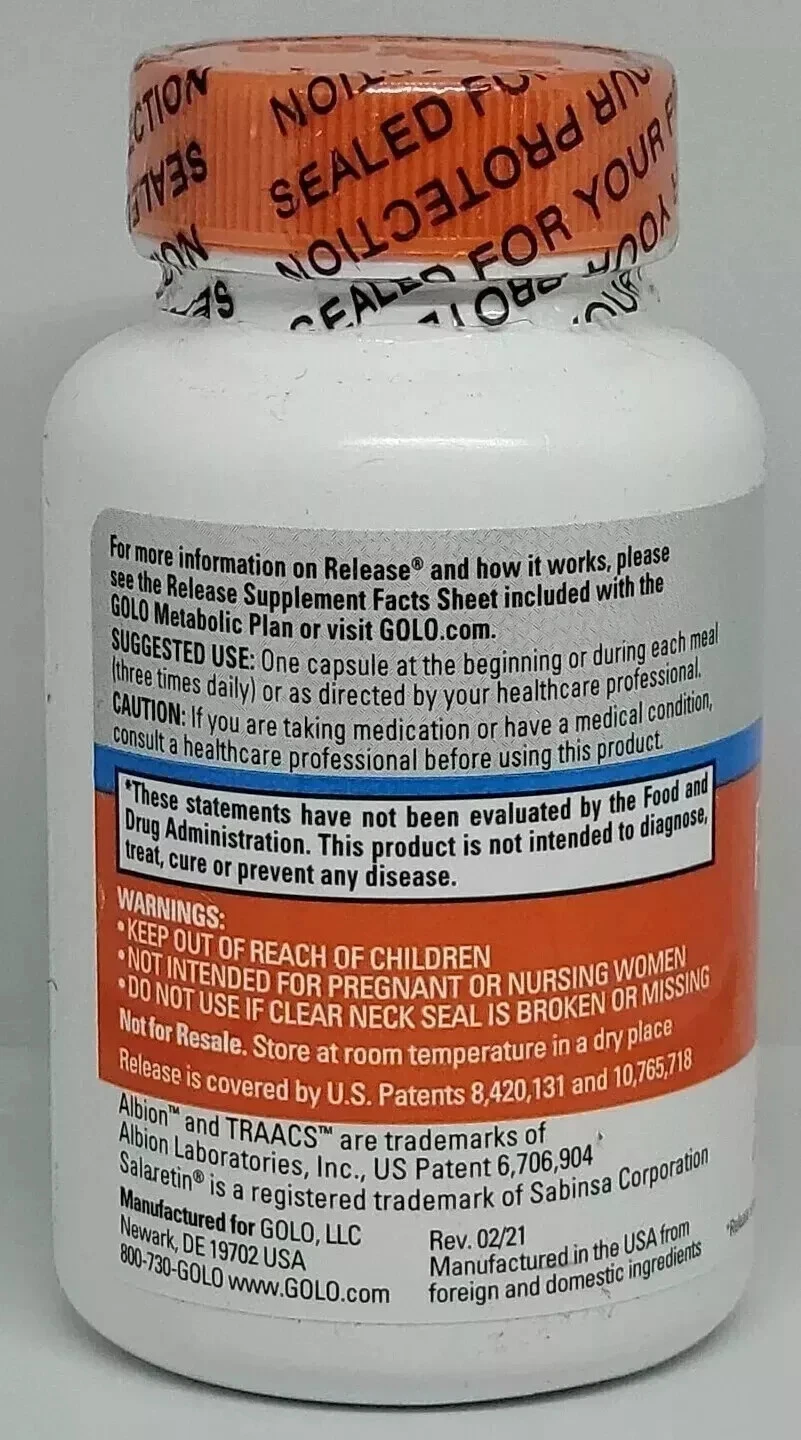 CTION
SEALED
SEALED FOR YOUR
PROTECTION
SEALED FOR YOUR
For more information on Release® and how it works, please
see the Release Supplement Facts Sheet included with the
GOLO Metabolic Plan or visit GOLO.com.
SUGGESTED USE: One capsule at the beginning or during each meal
(three times daily) or as directed by your healthcare professional.
CAUTION: If you are taking medication or have a medical condition,
consult a healthcare professional before using this product.
*These statements have not been evaluated by the Food and
Drug Administration. This product is not intended to diagnose,
treat, cure or prevent any disease.
WARNINGS:
•KEEP OUT OF REACH OF CHILDREN
•NOT INTENDED FOR PREGNANT OR NURSING WOMEN
•DO NOT USE IF CLEAR NECK SEAL IS BROKEN OR MISSING
Not for Resale. Store at room temperature in a dry place
Release is covered by U.S. Patents 8,420,131 and 10,765,718
Albion™ and TRAACS™ are trademarks of
Albion Laboratories, Inc., US Patent 6,706,904
Salaretin® is a registered trademark of Sabinsa Corporation
Manufactured for GOLO, LLC
Newark, DE 19702 USA
800-730-GOLO www.GOLO.com
Rev. 02/21
Manufactured in the USA from
foreign and domestic ingredients